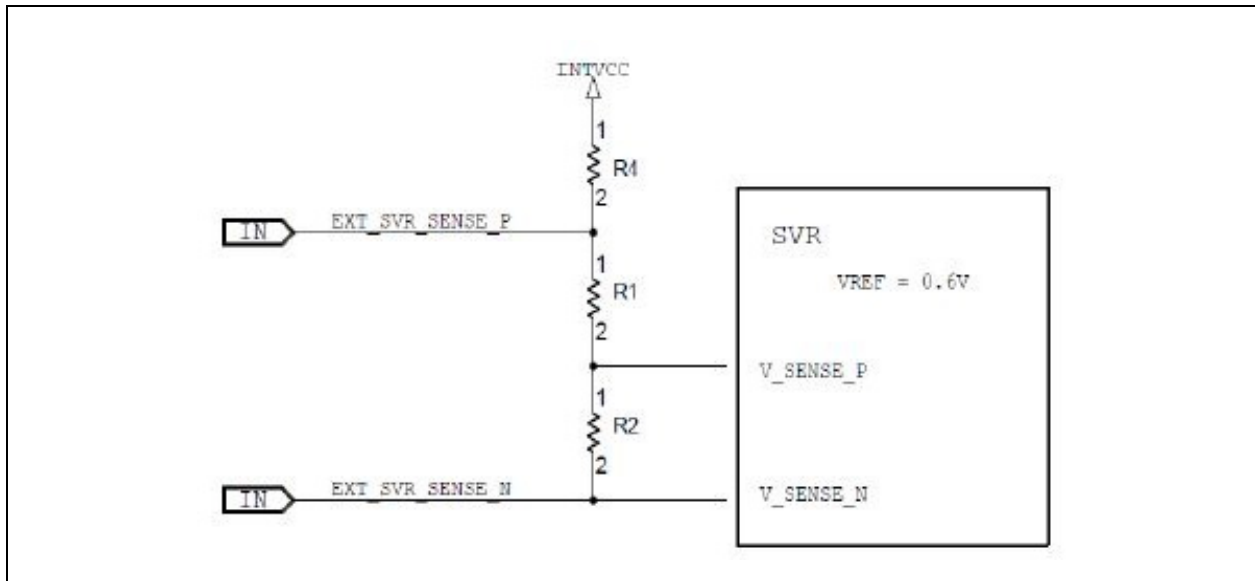 INTVCC
1
R4
2
IN EXT_SVR_SENSE_P
SVR
1
VREF = 0.6V
R1
2
V_SENSE_P
1
R2
2
IN EXT_SVR_SENSE_N
V_SENSE_N